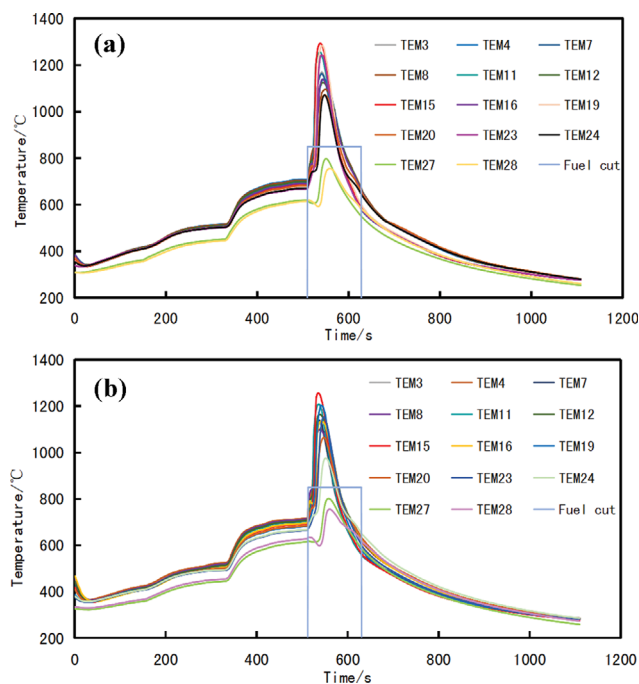 (a)
TEM3 TEM4 TEM7
TEM8 TEM11 TEM12
TEM15 TEM16 TEM19
TEM20 TEM23 TEM24
TEM27 TEM28 Fuel cut
Temperature/℃
1400
1200
1000
800
600
400
200
0 200 400 600 800 1000 1200
Time/s
(b)
TEM3 TEM4 TEM7
TEM8 TEM11 TEM12
TEM15 TEM16 TEM19
TEM20 TEM23 TEM24
TEM27 TEM28 Fuel cut
Temperature/℃
1400
1200
1000
800
600
400
200
0 200 400 600 800 1000 1200
Time/s